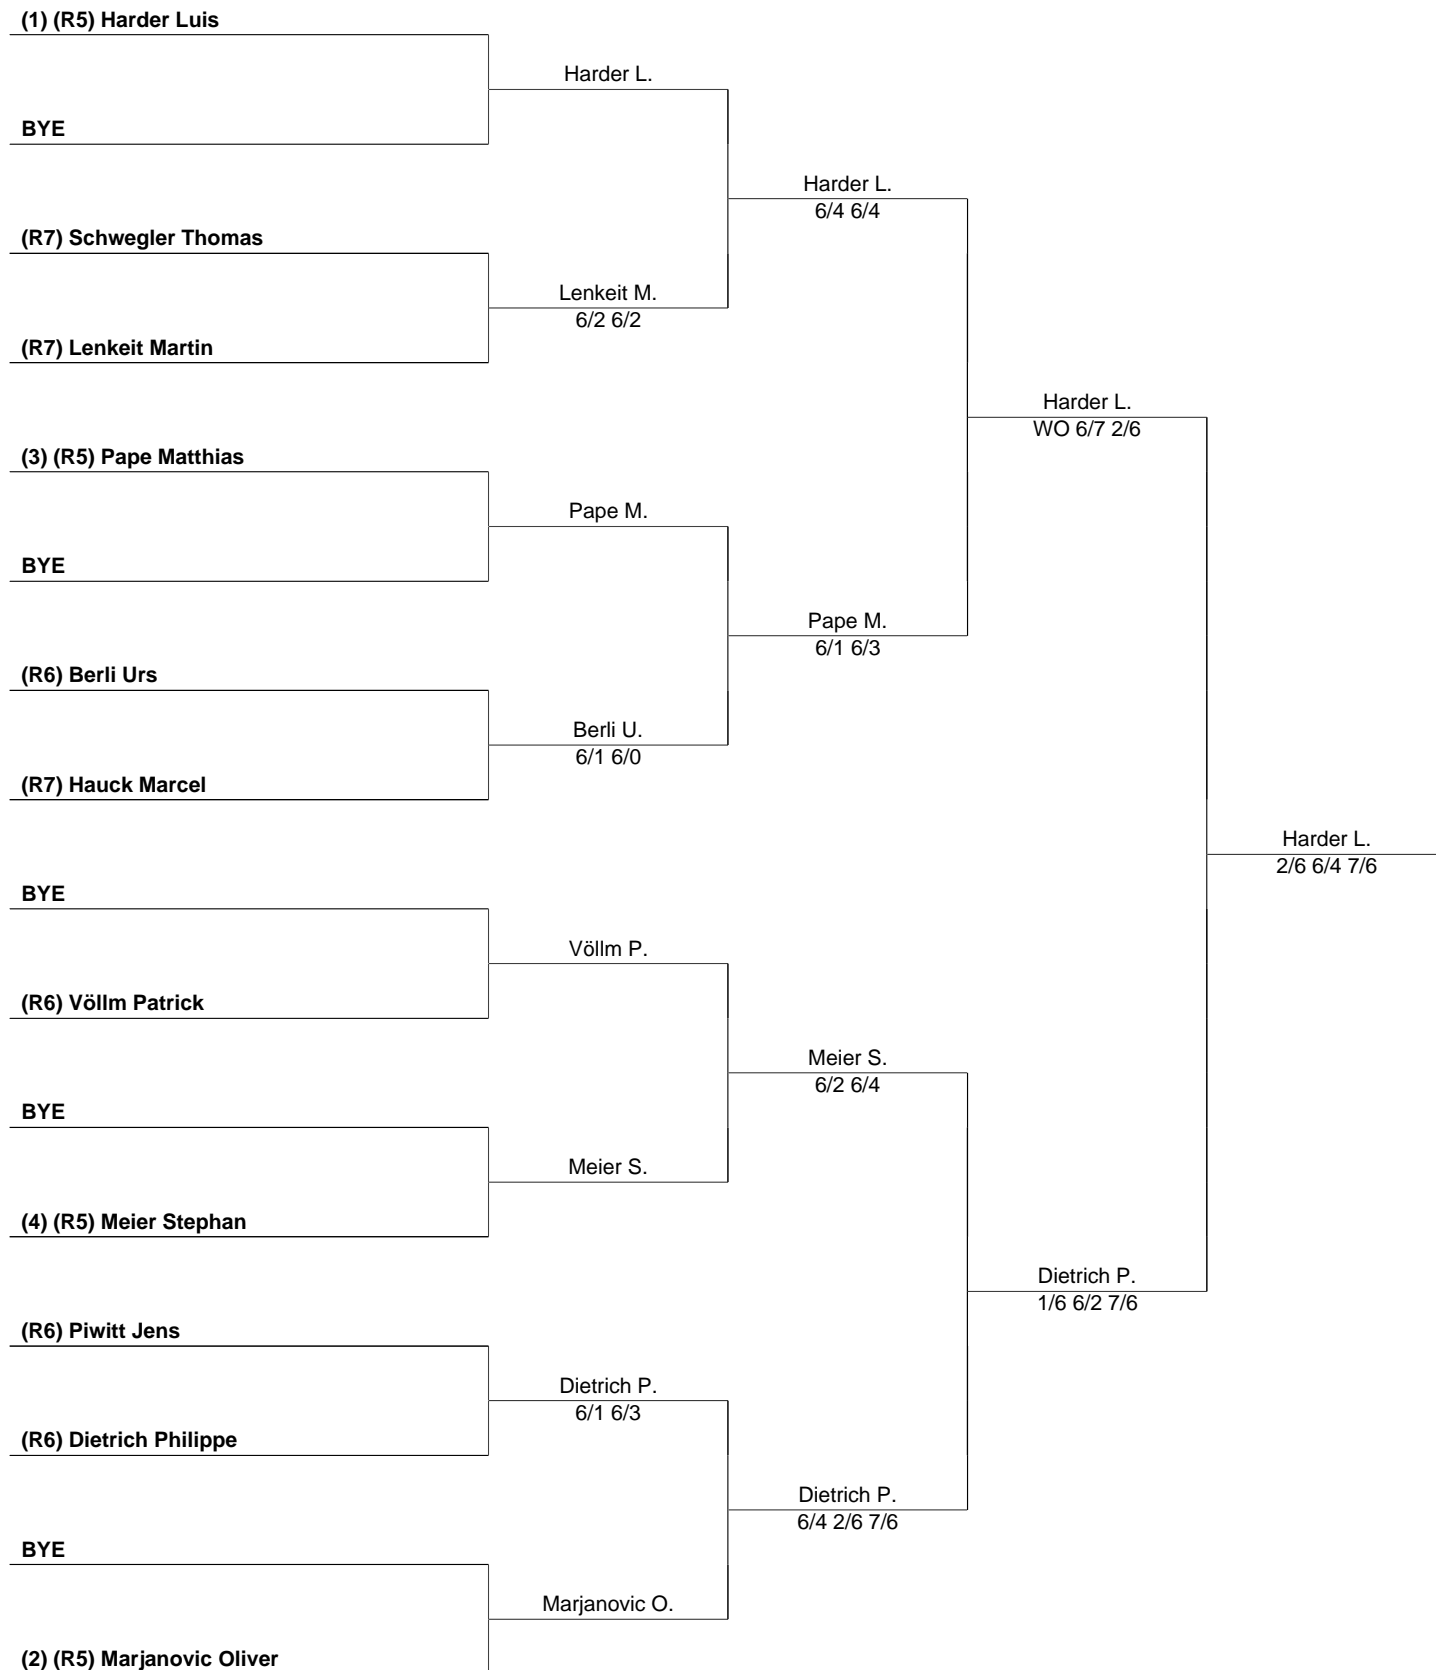 (1) (R5) Harder Luis
Harder L.
BYE
Harder L.
6/4 6/4
(R7) Schwegler Thomas
Lenkeit M.
6/2 6/2
(R7) Lenkeit Martin
Harder L.
WO 6/7 2/6
(3) (R5) Pape Matthias
Pape M.
BYE
Pape M.
6/1 6/3
(R6) Berli Urs
Berli U.
6/1 6/0
(R7) Hauck Marcel
Harder L.
2/6 6/4 7/6
BYE
Völlm P.
(R6) Völlm Patrick
Meier S.
6/2 6/4
BYE
Meier S.
(4) (R5) Meier Stephan
Dietrich P.
1/6 6/2 7/6
(R6) Piwitt Jens
Dietrich P.
6/1 6/3
(R6) Dietrich Philippe
Dietrich P.
6/4 2/6 7/6
BYE
Marjanovic O.
(2) (R5) Marjanovic Oliver